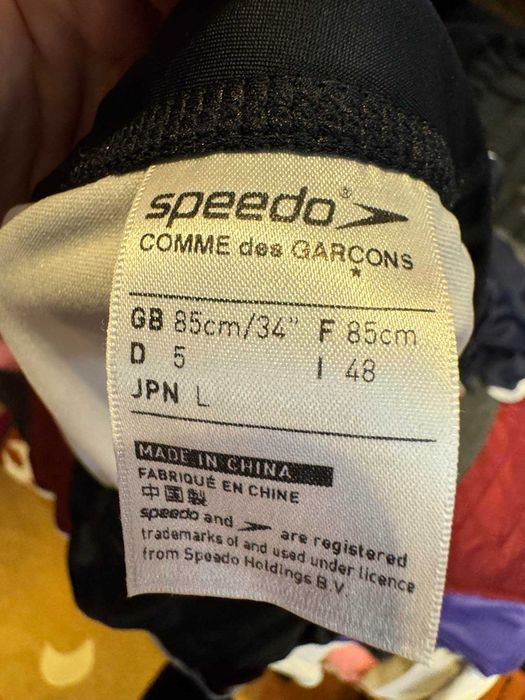 speedo®
COMME des GARÇONS
GB 85cm/34" F 85cm
D 5 I 48
JPN L
MADE IN CHINA
FABRIQUÉ EN CHINE
中国製
speedo and are registered
trademarks of and used under licence
from Speedo Holdings B.V